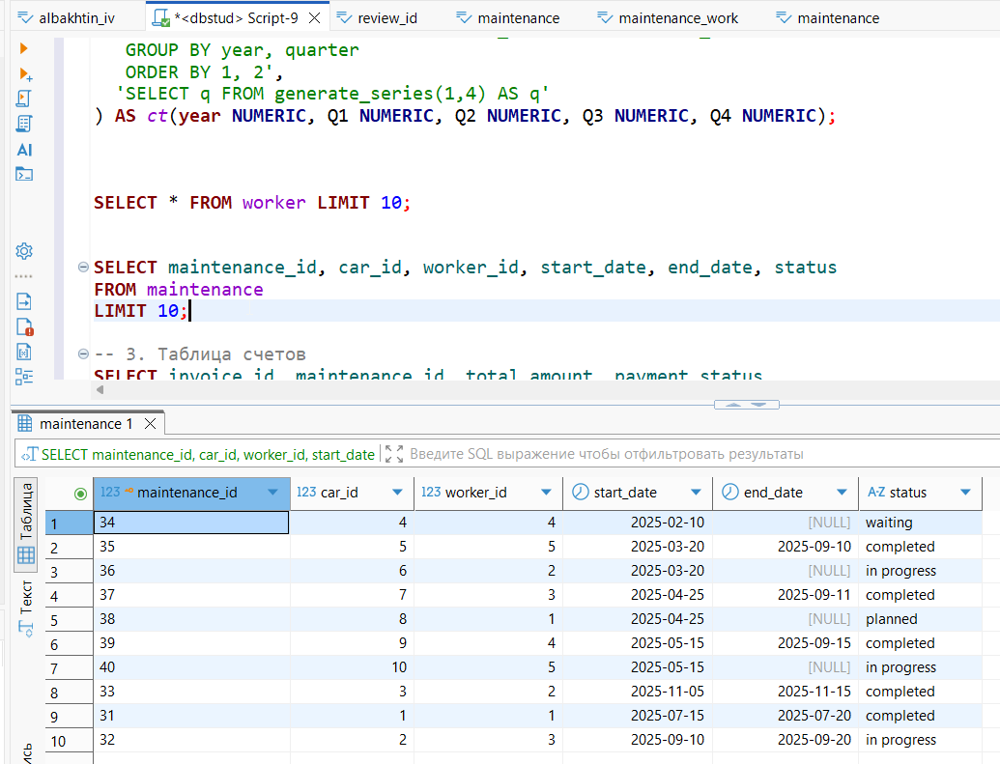 albakhtin_iv *<dbstud> Script-9 review_id maintenance maintenance_work maintenance
GROUP BY year, quarter
ORDER BY 1, 2',
'SELECT q FROM generate_series(1,4) AS q'
) AS ct(year NUMERIC, Q1 NUMERIC, Q2 NUMERIC, Q3 NUMERIC, Q4 NUMERIC);
AI
SELECT * FROM worker LIMIT 10;
SELECT maintenance_id, car_id, worker_id, start_date, end_date, status
FROM maintenance
LIMIT 10;
-- 3. Таблица счетов
SELECT invoice_id, maintenance_id, total_amount, payment_status
maintenance 1
SELECT maintenance_id, car_id, worker_id, start_date Введите SQL выражение чтобы отфильтровать результаты
Таблица
Текст
123 maintenance_id 123 car_id 123 worker_id start_date end_date A-Z status
1 34 4 4 2025-02-10 [NULL] waiting
2 35 5 5 2025-03-20 2025-09-10 completed
3 36 6 2 2025-03-20 [NULL] in progress
4 37 7 3 2025-04-25 2025-09-11 completed
5 38 8 1 2025-04-25 [NULL] planned
6 39 9 4 2025-05-15 2025-09-15 completed
7 40 10 5 2025-05-15 [NULL] in progress
8 33 3 2 2025-11-05 2025-11-15 completed
9 31 1 1 2025-07-15 2025-07-20 completed
10 32 2 3 2025-09-10 2025-09-20 in progress